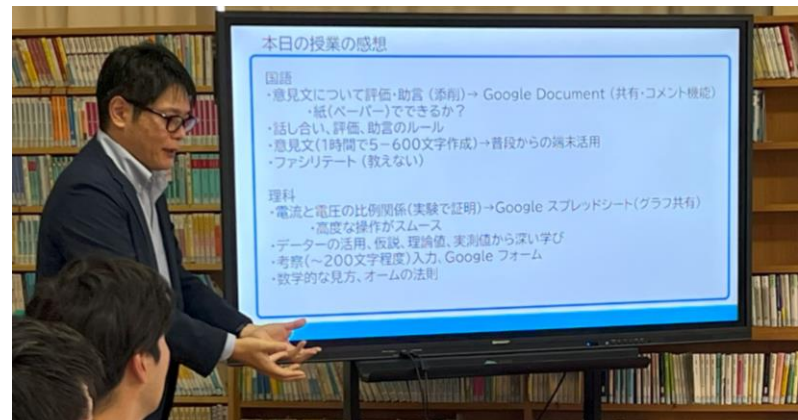 本日の授業の感想
国語
・意見文について評価・助言（添削）→ Google Document（共有・コメント機能）
・紙（ペーパー）でできるか？
・話し合い、評価、助言のルール
・意見文（1時間で5－600文字作成）→普段からの端末活用
・ファシリテート（教えない）
理科
・電流と電圧の比例関係（実験で証明）→Google スプレッドシート（グラフ共有）
・高度な操作がスムース
・データーの活用、仮説、理論値、実測値から深い学び
・考察（～200文字程度）入力、Google フォーム
・数学的な見方、オームの法則
SHARP